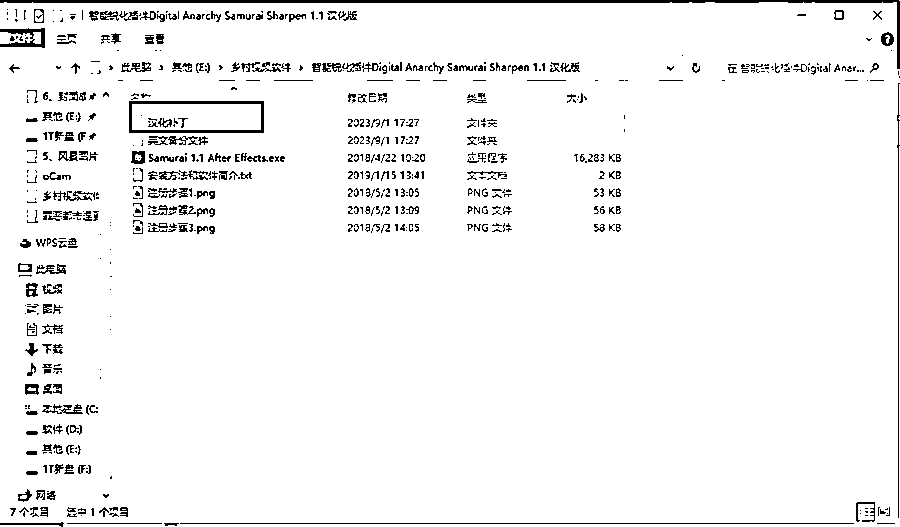 智能锐化插件Digital Anarchy Samurai Sharpen 1.1 汉化版
文件 主页 共享 查看
此电脑 > 其他 (E:) > 乡村视频软件 > 智能锐化插件Digital Anarchy Samurai Sharpen 1.1 汉化版
在 智能锐化插件Digital Anar...
名称 修改日期 类型 大小
汉化补丁 2023/9/1 17:27 文件夹
英文备份文件 2023/9/1 17:27 文件夹
Samurai 1.1 After Effects.exe 2018/4/22 10:20 应用程序 16,283 KB
安装方法和软件简介.txt 2019/1/15 13:41 文本文档 2 KB
注册步骤1.png 2018/5/2 13:05 PNG 文件 53 KB
注册步骤2.png 2018/5/2 13:09 PNG 文件 56 KB
注册步骤3.png 2018/5/2 14:05 PNG 文件 58 KB
其他 (E:)
1T新盘 (F
5、风景图片
oCam
乡村视频软件
WPS云盘
此电脑
视频
图片
文档
下载
音乐
桌面
本地磁盘 (C:
软件 (D:)
其他 (E:)
1T新盘 (F:)
网络
7 个项目 选中 1 个项目